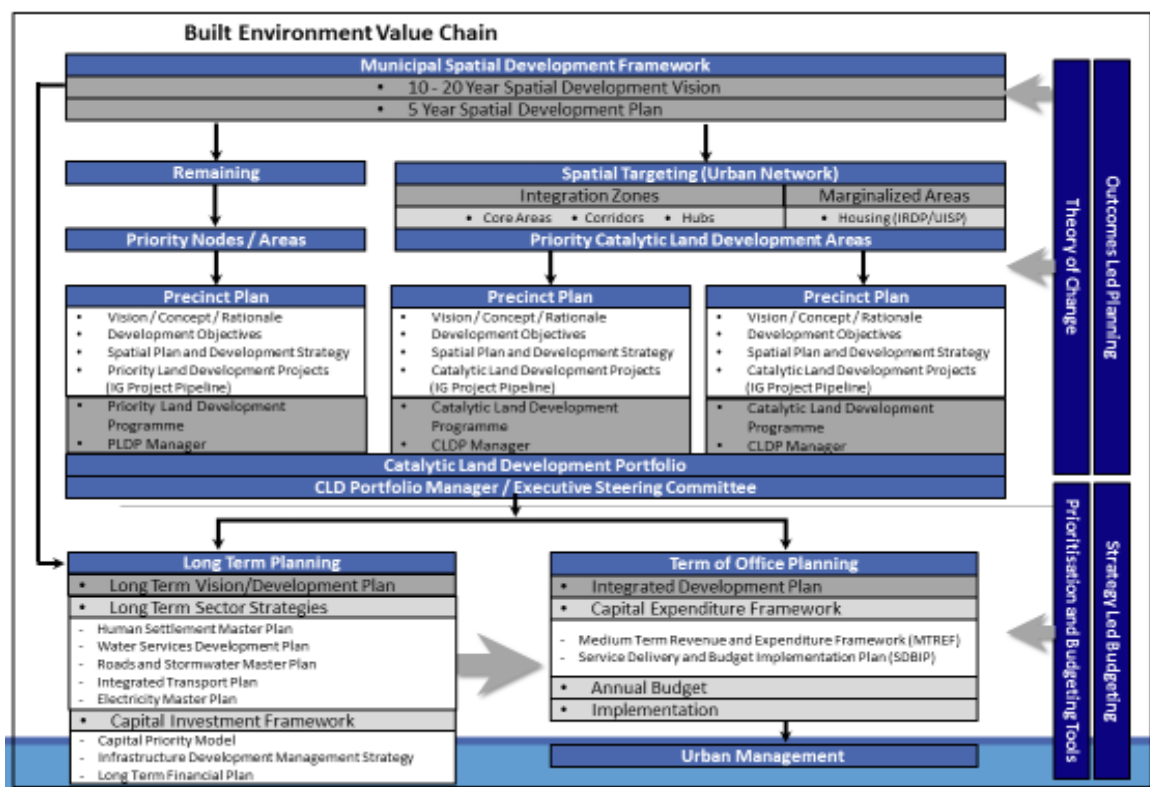 Built Environment Value Chain
Municipal Spatial Development Framework
• 10 - 20 Year Spatial Development Vision
• 5 Year Spatial Development Plan
Remaining
Priority Nodes / Areas
Spatial Targeting (Urban Network)
Integration Zones
Marginalized Areas
• Core Areas • Corridors • Hubs
• Housing (IRDP/UISP)
Priority Catalytic Land Development Areas
Precinct Plan
• Vision / Concept / Rationale
• Development Objectives
• Spatial Plan and Development Strategy
• Priority Land Development Projects
(IG Project Pipeline)
• Priority Land Development
Programme
• PLDP Manager
Precinct Plan
• Vision / Concept / Rationale
• Development Objectives
• Spatial Plan and Development Strategy
• Catalytic Land Development Projects
(IG Project Pipeline)
• Catalytic Land Development
Programme
• CLDP Manager
Precinct Plan
• Vision / Concept / Rationale
• Development Objectives
• Spatial Plan and Development Strategy
• Catalytic Land Development Projects
(IG Project Pipeline)
• Catalytic Land Development
Programme
• CLDP Manager
Catalytic Land Development Portfolio
CLD Portfolio Manager / Executive Steering Committee
Long Term Planning
• Long Term Vision/Development Plan
• Long Term Sector Strategies
- Human Settlement Master Plan
- Water Services Development Plan
- Roads and Stormwater Master Plan
- Integrated Transport Plan
- Electricity Master Plan
• Capital Investment Framework
- Capital Priority Model
- Infrastructure Development Management Strategy
- Long Term Financial Plan
Term of Office Planning
• Integrated Development Plan
• Capital Expenditure Framework
- Medium Term Revenue and Expenditure Framework (MTREF)
- Service Delivery and Budget Implementation Plan (SDBIP)
• Annual Budget
• Implementation
Urban Management
Theory of Change
Outcomes Led Planning
Prioritisation and Budgeting Tools
Strategy Led Budgeting